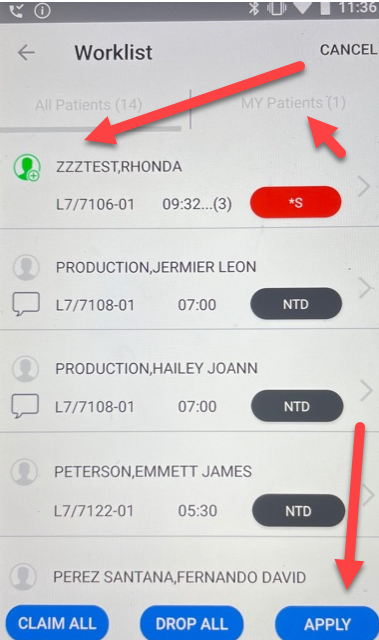 11:36
Worklist
CANCEL
All Patients (14)
MY Patients (1)
ZZZTEST,RHONDA
L7/7106-01 09:32...(3) *S
PRODUCTION,JERMIER LEON
L7/7108-01 07:00 NTD
PRODUCTION,HAILEY JOANN
L7/7108-01 07:00 NTD
PETERSON,EMMETT JAMES
L7/7122-01 05:30 NTD
PEREZ SANTANA,FERNANDO DAVID
CLAIM ALL
DROP ALL
APPLY